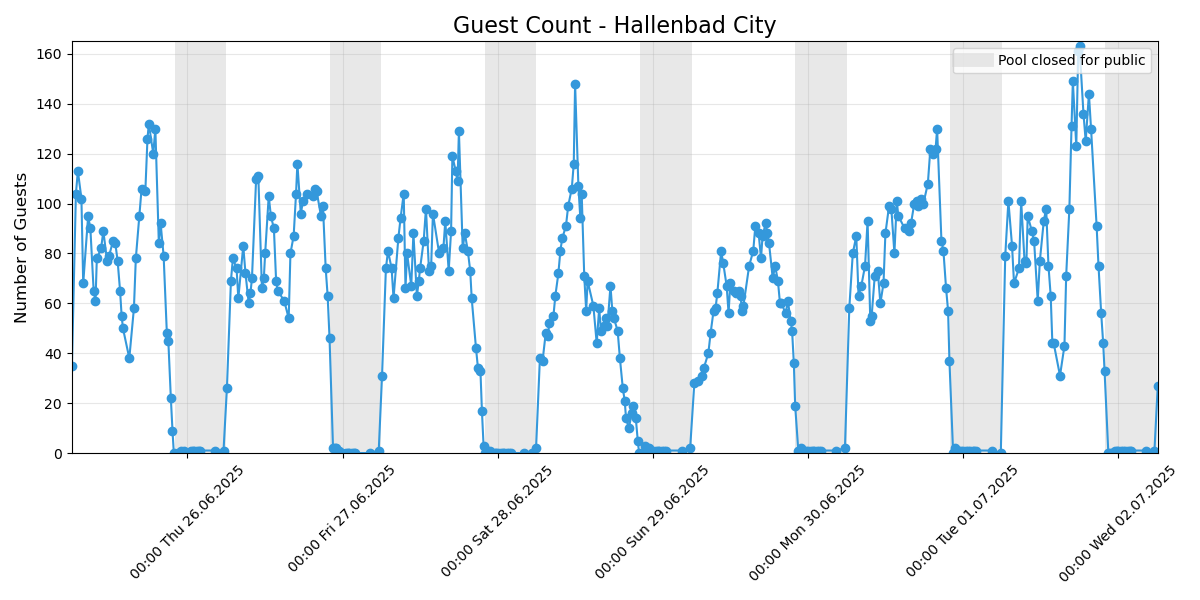 Guest Count - Hallenbad City
Pool closed for public
Number of Guests
160
140
120
100
80
60
40
20
0
00:00 Thu 26.06.2025
00:00 Fri 27.06.2025
00:00 Sat 28.06.2025
00:00 Sun 29.06.2025
00:00 Mon 30.06.2025
00:00 Tue 01.07.2025
00:00 Wed 02.07.2025